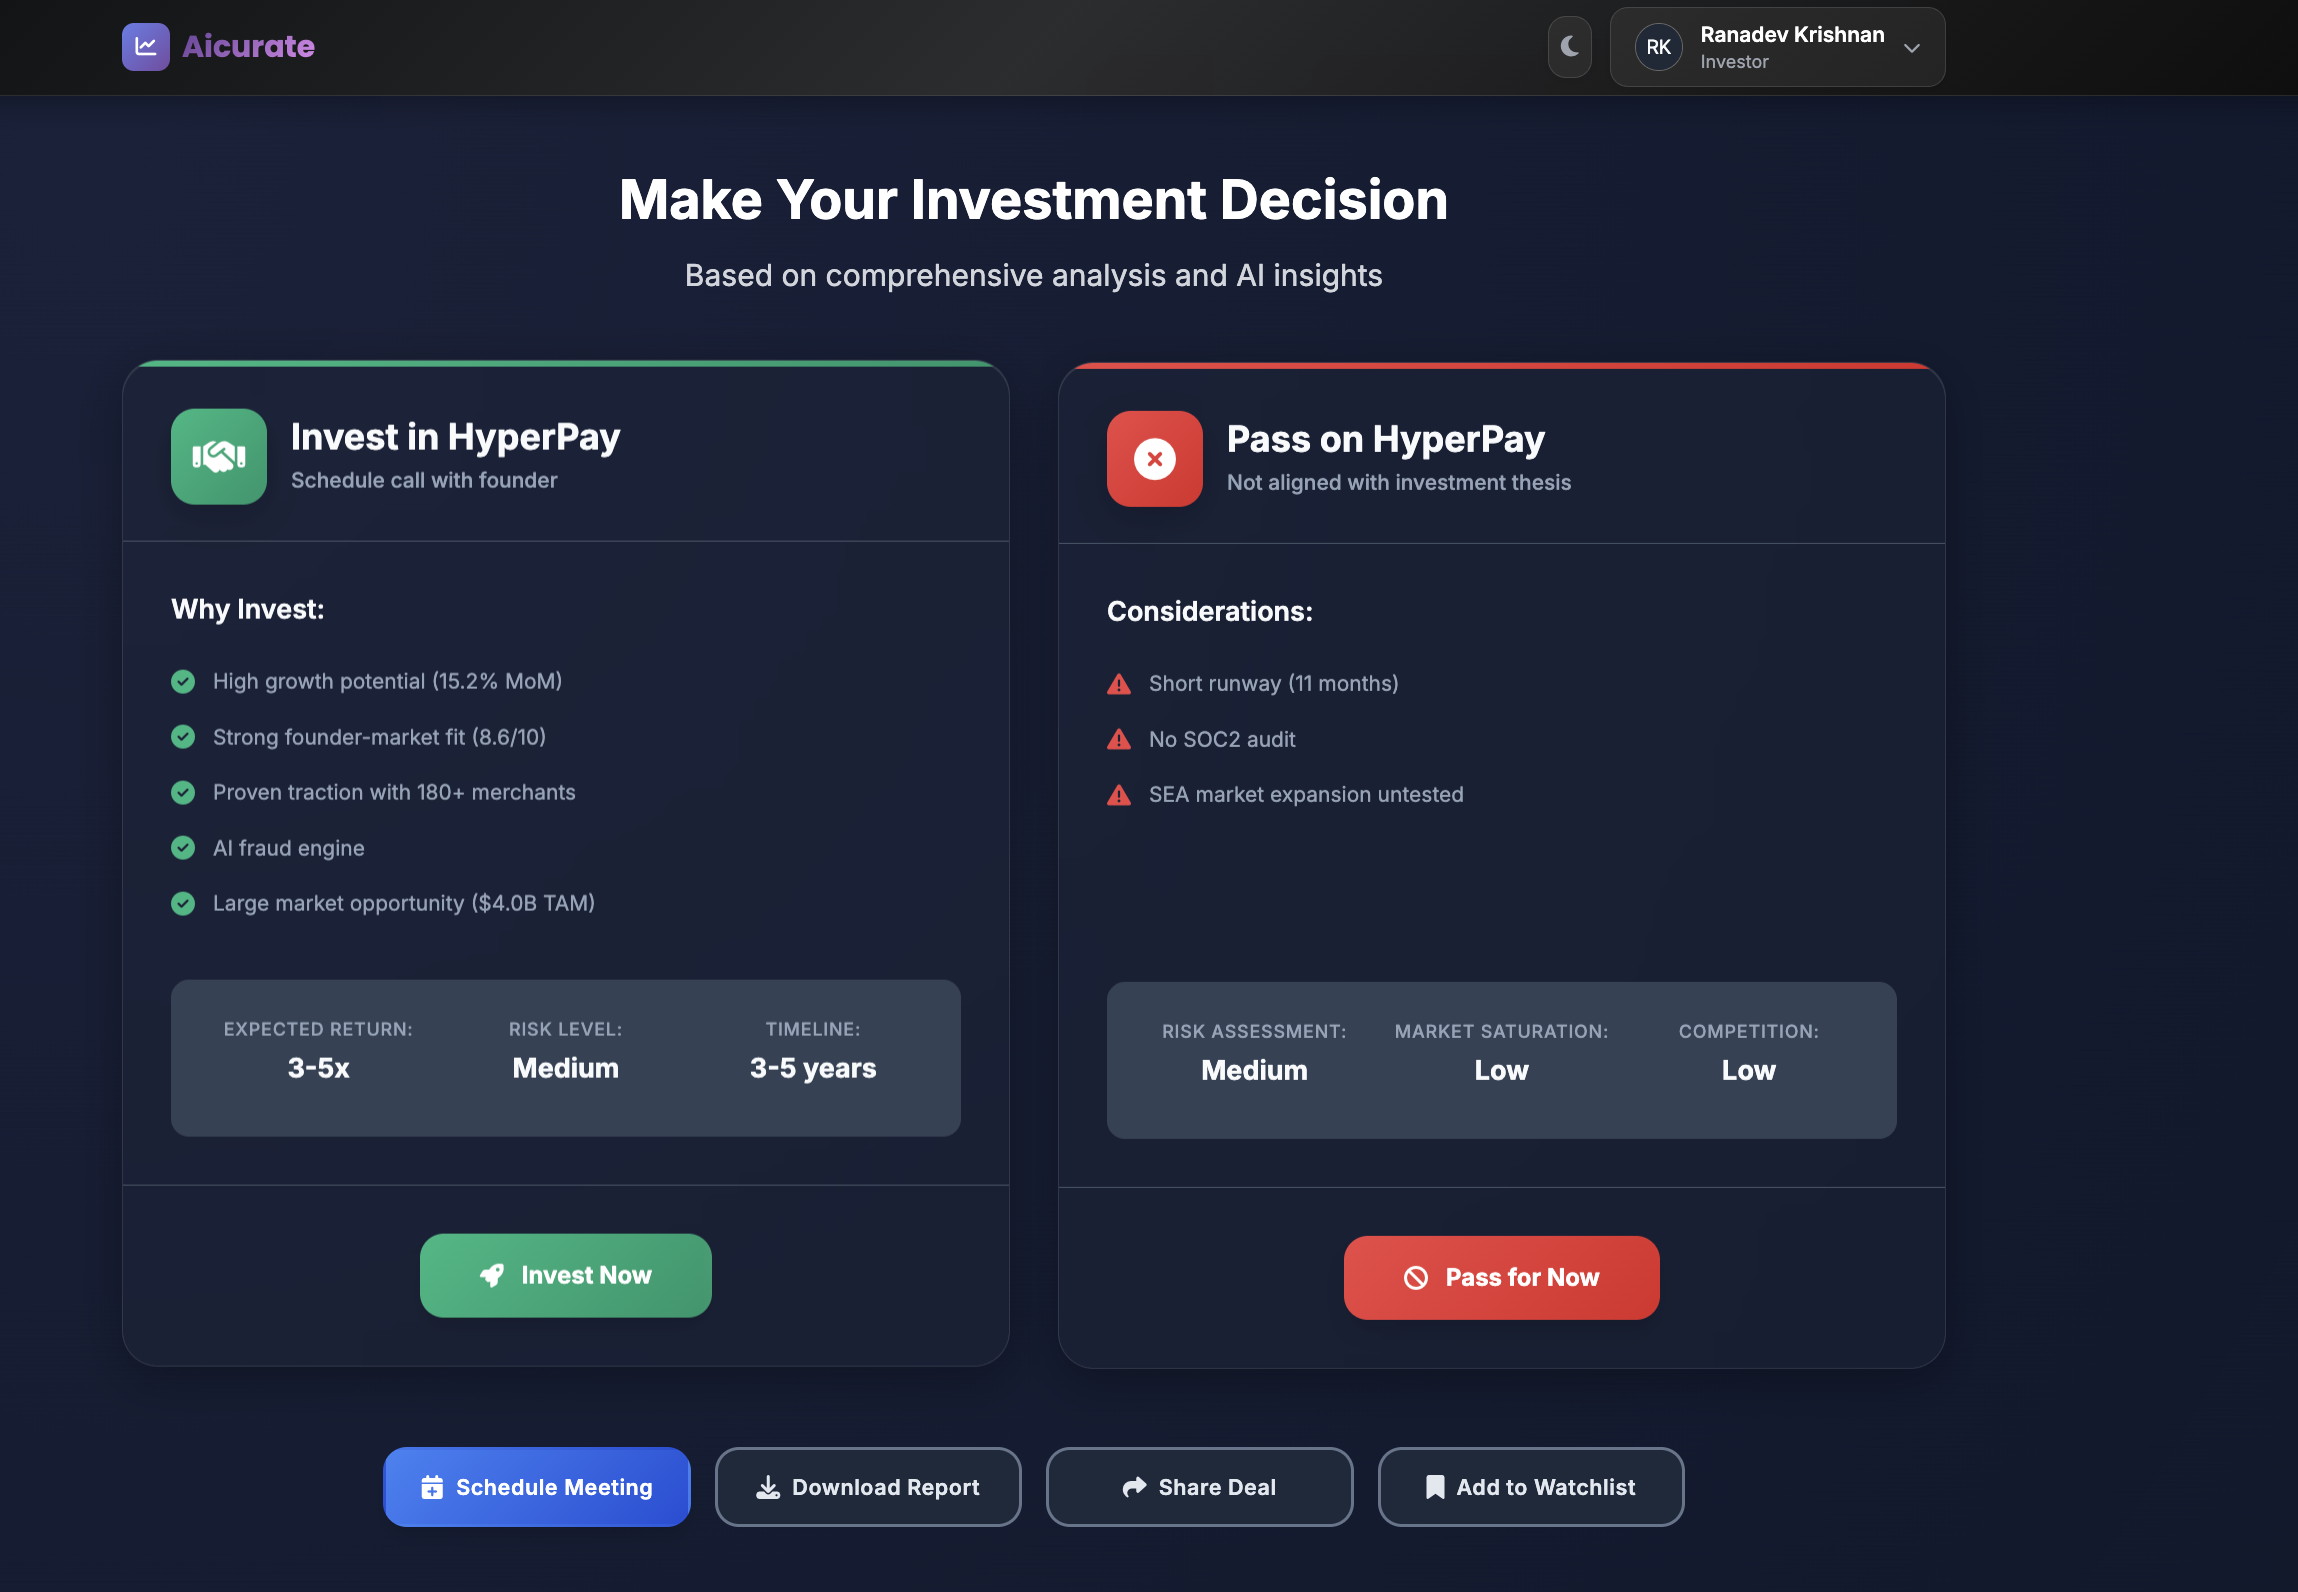 Aicurate
RK
Ranadev Krishnan
Investor
Make Your Investment Decision
Based on comprehensive analysis and AI insights
Invest in HyperPay
Schedule call with founder
Why Invest:
High growth potential (15.2% MoM)
Strong founder-market fit (8.6/10)
Proven traction with 180+ merchants
AI fraud engine
Large market opportunity ($4.0B TAM)
EXPECTED RETURN:
3-5x
RISK LEVEL:
Medium
TIMELINE:
3-5 years
Invest Now
Pass on HyperPay
Not aligned with investment thesis
Considerations:
Short runway (11 months)
No SOC2 audit
SEA market expansion untested
RISK ASSESSMENT:
Medium
MARKET SATURATION:
Low
COMPETITION:
Low
Pass for Now
Schedule Meeting
Download Report
Share Deal
Add to Watchlist